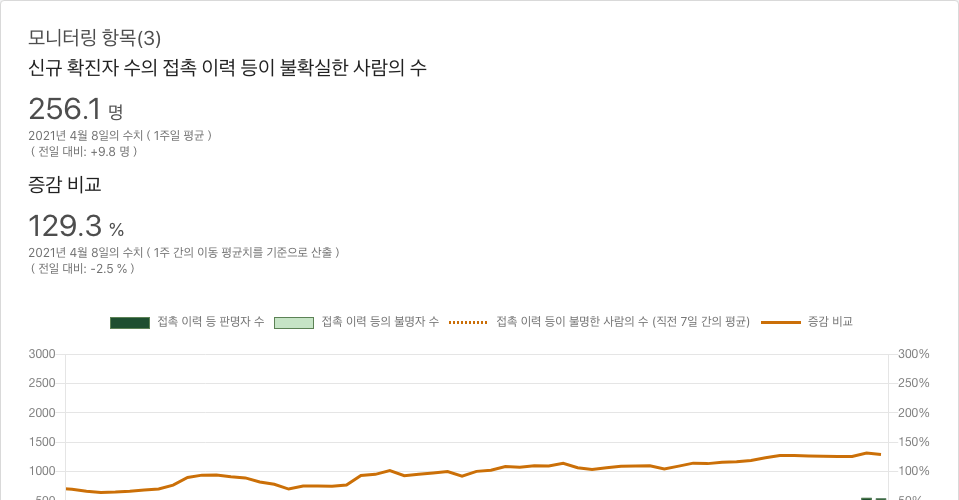 모니터링 항목(3)
신규 확진자 수의 접촉 이력 등이 불확실한 사람의 수
256.1 명
2021년 4월 8일의 수치 ( 1주일 평균 )
( 전일 대비: +9.8 명 )
증감 비교
129.3 %
2021년 4월 8일의 수치 ( 1주 간의 이동 평균치를 기준으로 산출 )
( 전일 대비: -2.5 % )
접촉 이력 등 판명자 수 접촉 이력 등의 불명자 수 접촉 이력 등이 불명한 사람의 수 (직전 7일 간의 평균) 증감 비교
3000 300%
2500 250%
2000 200%
1500 150%
1000 100%
500 50%